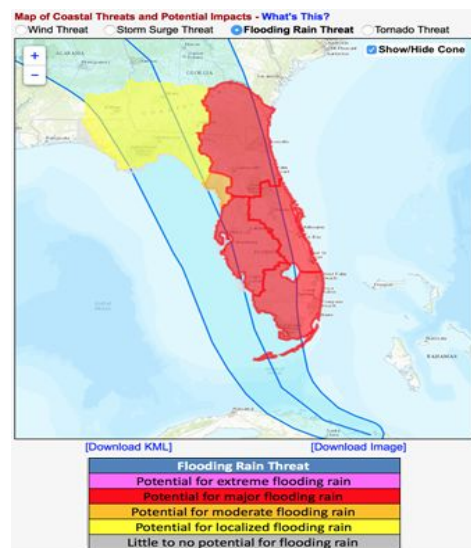 Map of Coastal Threats and Potential Impacts - What's This?
Wind Threat Storm Surge Threat Flooding Rain Threat Tornado Threat
+
Show/Hide Cone
−
ALABAMA
GEORGIA
[Download KML] [Download Image]
Flooding Rain Threat
Potential for extreme flooding rain
Potential for major flooding rain
Potential for moderate flooding rain
Potential for localized flooding rain
Little to no potential for flooding rain